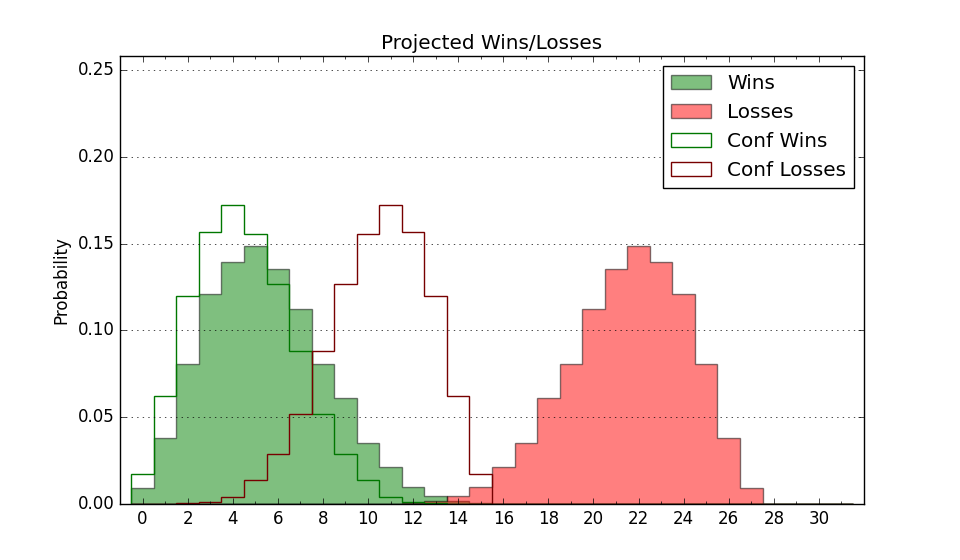 Projected Wins/Losses
0.25
0.20
0.15
0.10
0.05
0.00
Probability
Wins
Losses
Conf Wins
Conf Losses
0 2 4 6 8 10 12 14 16 18 20 22 24 26 28 30